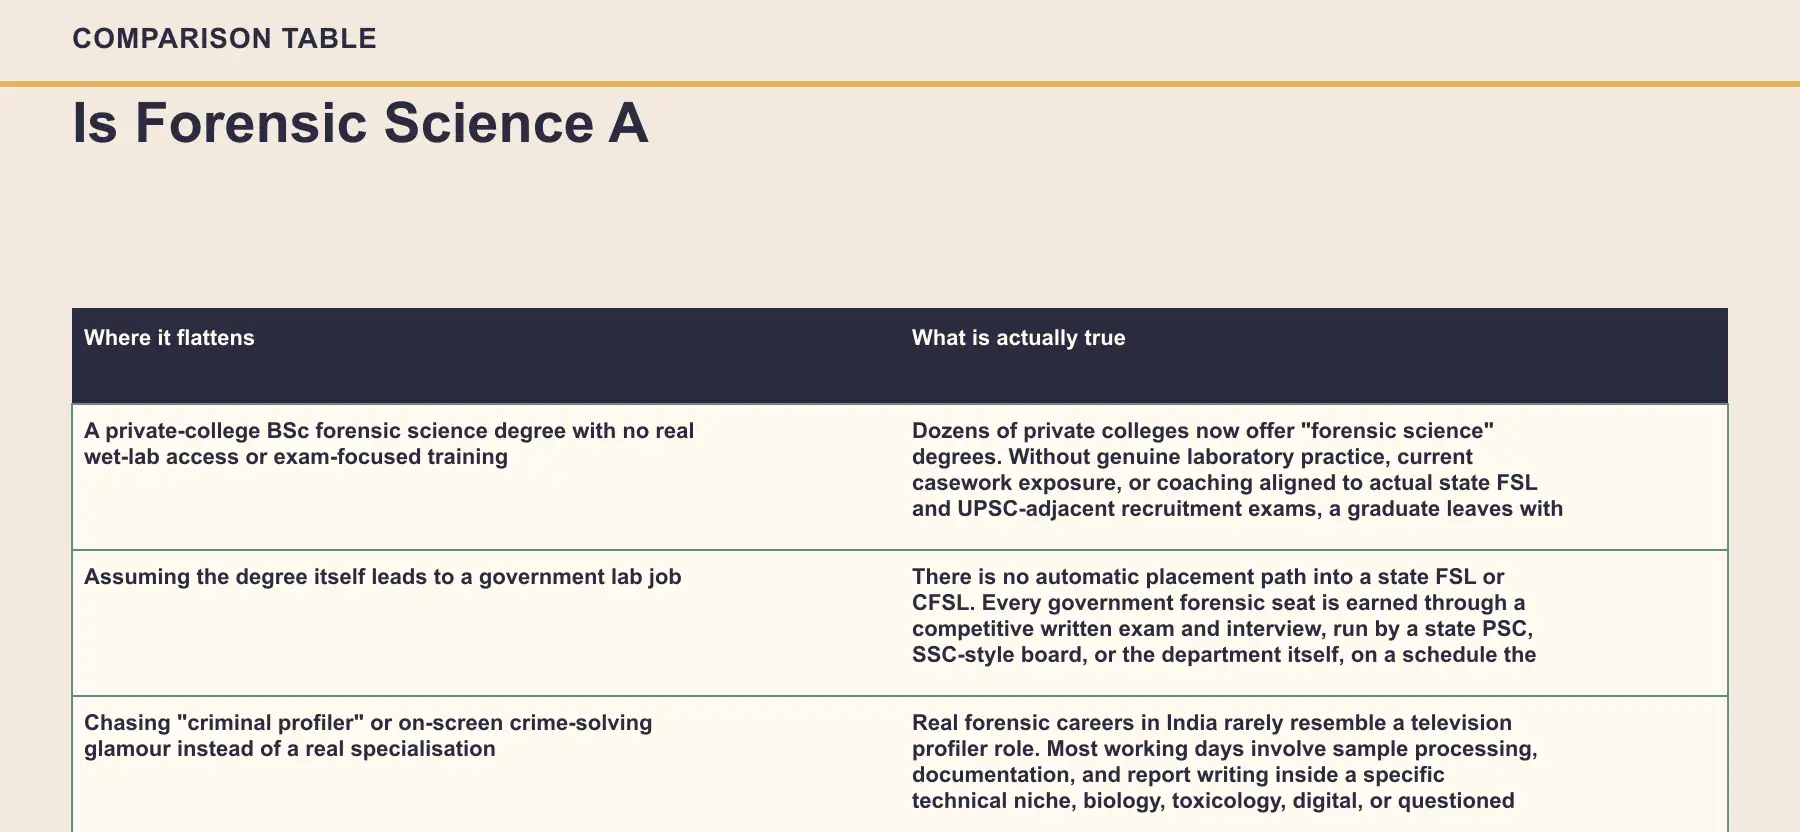 COMPARISON TABLE
Is Forensic Science A
Where it flattens
What is actually true
A private-college BSc forensic science degree with no real
wet-lab access or exam-focused training
Dozens of private colleges now offer "forensic science"
degrees. Without genuine laboratory practice, current
casework exposure, or coaching aligned to actual state FSL
and UPSC-adjacent recruitment exams, a graduate leaves with
Assuming the degree itself leads to a government lab job
There is no automatic placement path into a state FSL or
CFSL. Every government forensic seat is earned through a
competitive written exam and interview, run by a state PSC,
SSC-style board, or the department itself, on a schedule the
Chasing "criminal profiler" or on-screen crime-solving
glamour instead of a real specialisation
Real forensic careers in India rarely resemble a television
profiler role. Most working days involve sample processing,
documentation, and report writing inside a specific
technical niche, biology, toxicology, digital, or questioned